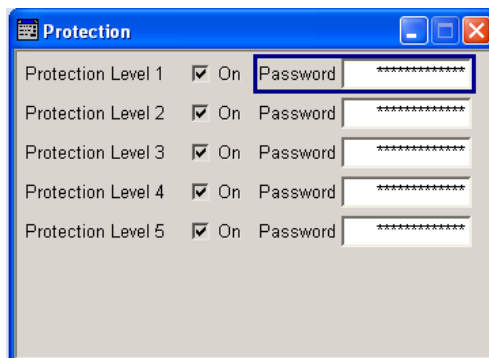 Protection
Protection Level 1 On Password *************
Protection Level 2 On Password *************
Protection Level 3 On Password *************
Protection Level 4 On Password *************
Protection Level 5 On Password *************